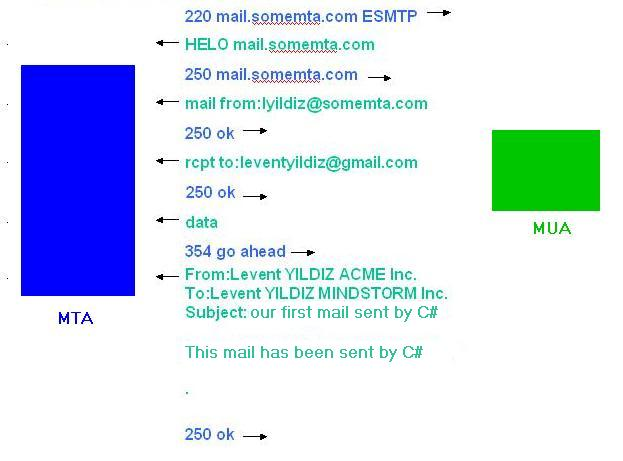 220 mail.somemta.com ESMTP
HELO mail.somemta.com
250 mail.somemta.com
mail from:lyildiz@somemta.com
250 ok
rcpt to:leventyildiz@gmail.com
250 ok
data
354 go ahead
From:Levent YILDIZ ACME Inc.
To:Levent YILDIZ MINDSTORM Inc.
Subject: our first mail sent by C#
This mail has been sent by C#
.
250 ok
MTA
MUA